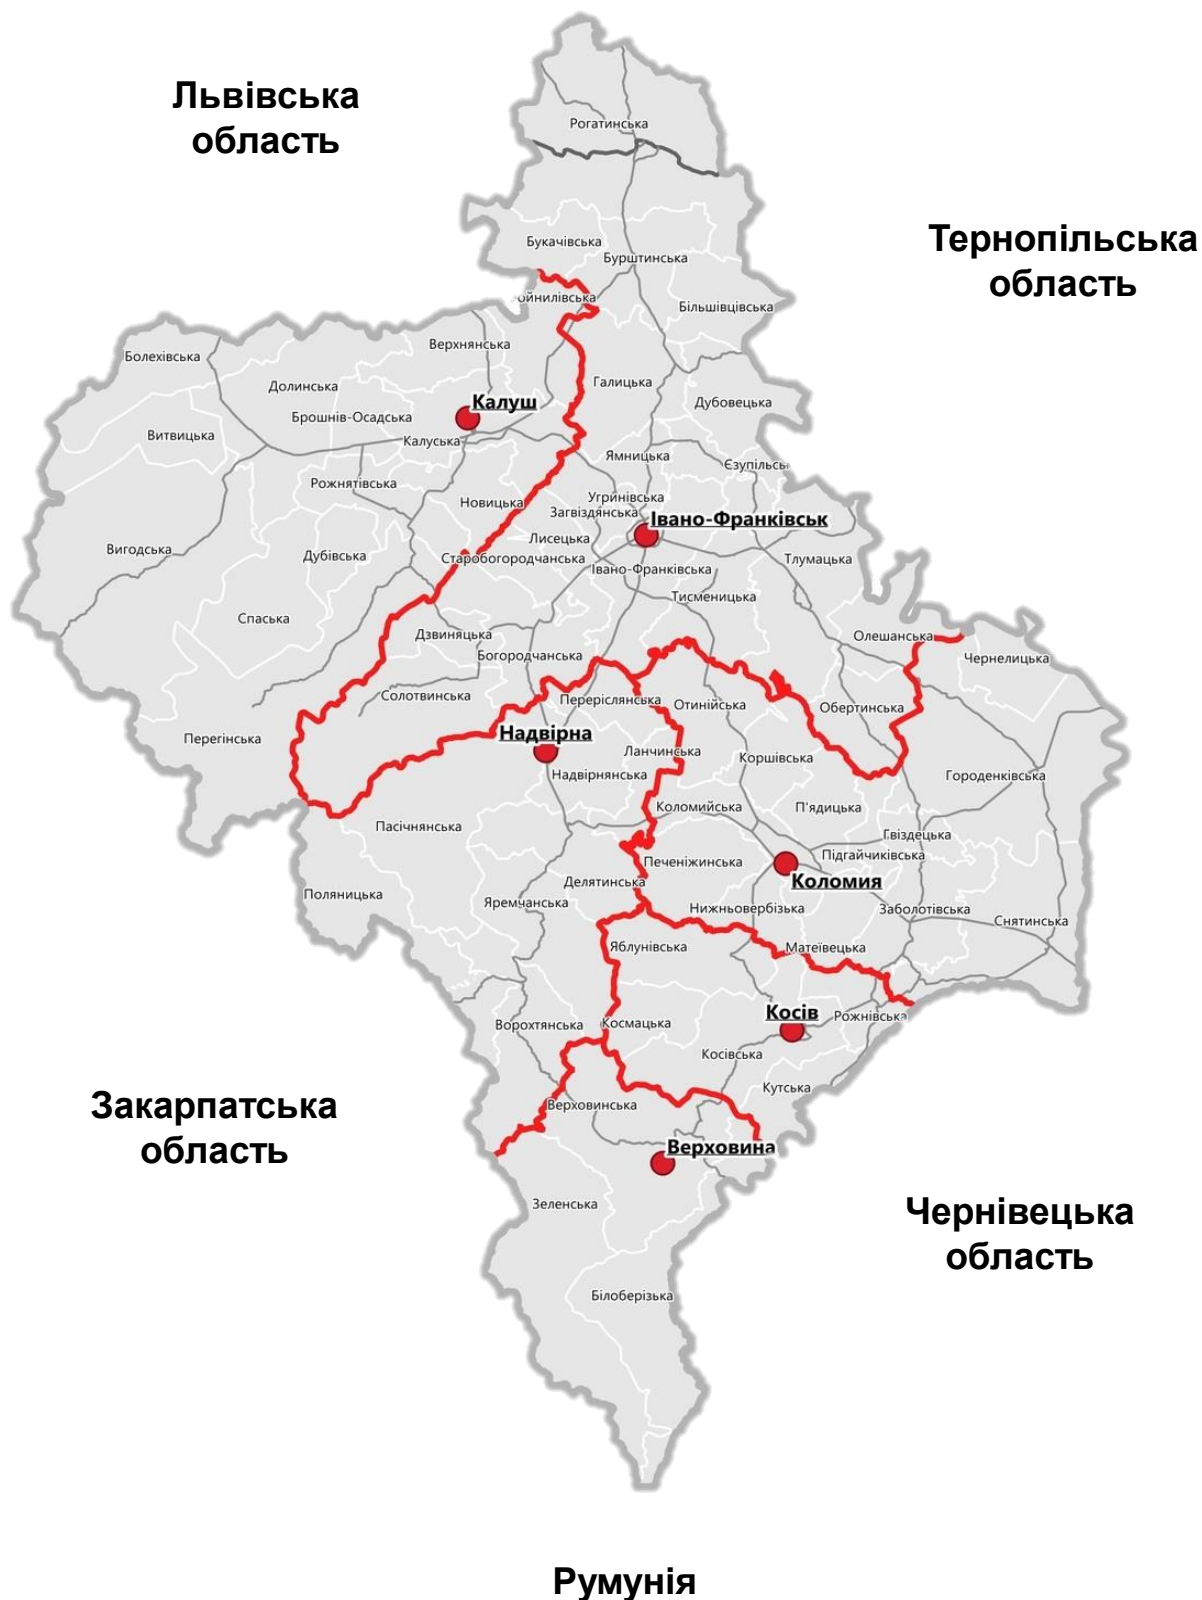 Львівська
область
Рогатинська
Тернопільська
область
Букачівська
Бурштинська
ойнилівська
Більшівцівська
Верхнянська
Болехівська
Долинська
Галицька
Калуш
Дубовецька
Брошнів-Осадська
Витвицька
Калуська
Ямницька
Єзупільсь
Рожнятівська
Угринівська
Новицька
Загвіздянська
Івано-Франківськ
Лисецька
Вигодська
Дубівська
Старобогородчанська
Тлумацька
Івано-Франківська
Тисменицька
Спаська
Дзвиняцька
Олешанська
Богородчанська
Чернелицька
Солотвинська
Переріслянська
Отинійська
Обертинська
Надвірна
Перегінська
Ланчинська
Коршівська
Надвірнянська
Городенківська
Коломийська
П'ядицька
Пасічнянська
Гвіздецька
Печеніжинська
Підгайчиківська
Коломия
Делятинська
Поляницька
Яремчанська
Нижньовербізька
Заболотівська
Снятинська
Яблунівська
Матеївецька
Косів
Рожнівська
Ворохтянська
Космацька
Косівська
Кутська
Закарпатська
область
Верховинська
Верховина
Зеленська
Чернівецька
область
Білоберізька
Румунія